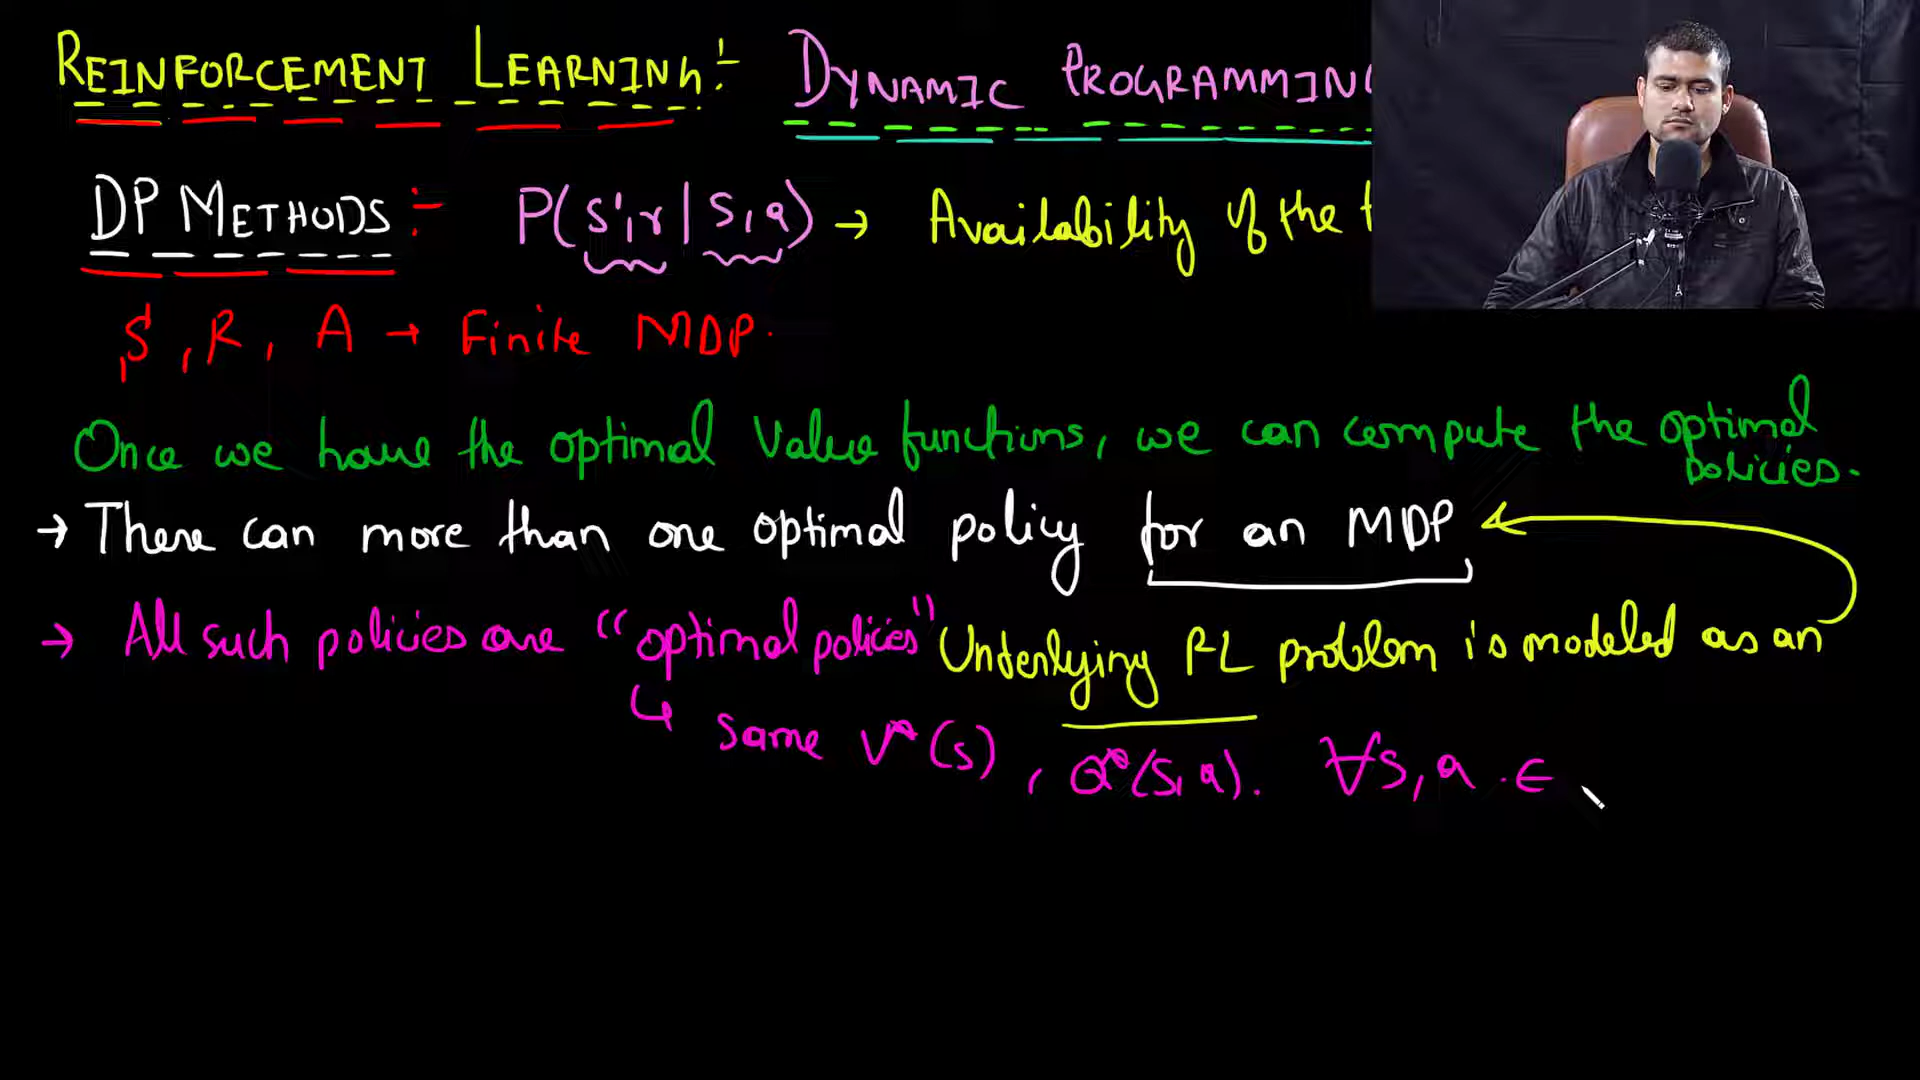 REINFORCEMENT LEARNING:- DYNAMIC PROGRAMMING
DP METHODS :- P(s',r | s,a) → Availability of the
S, R, A → Finite MDP.
Once we have the optimal value functions, we can compute the optimal policies.
→ There can more than one optimal policy for an MDP
→ All such policies are "optimal policies" Underlying RL problem is modeled as an
↳ same V*(s), Q*(s,a). ∀s,a. ∈